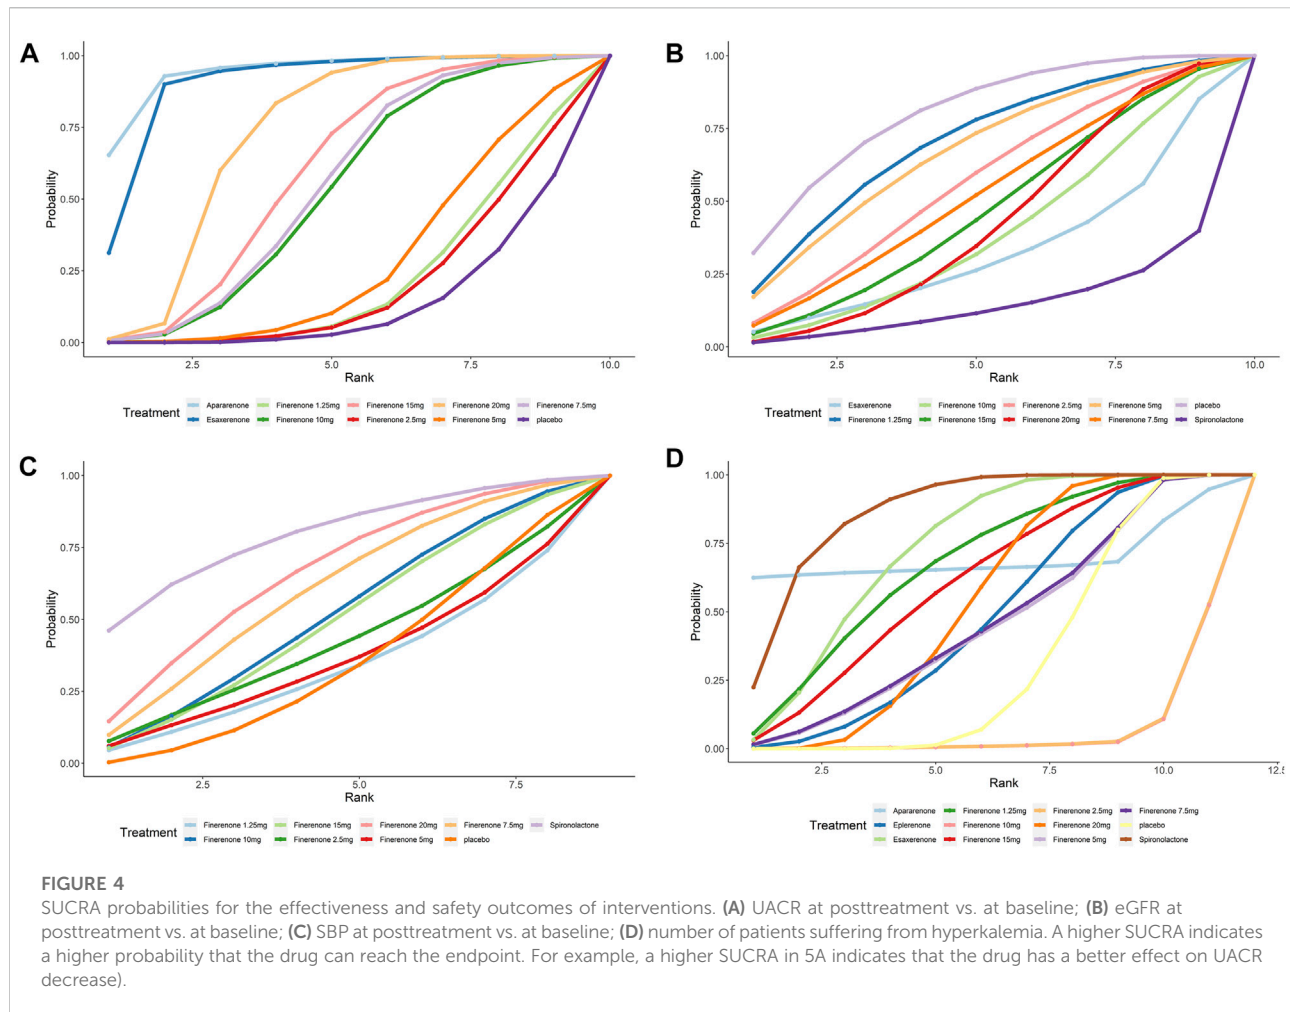 A
B
1.00
0.75
0.50
0.25
0.00
Probability
2.5
5.0
7.5
10.0
Rank
Treatment
Apararenone
Finerenone 1.25mg
Finerenone 15mg
Finerenone 20mg
Finerenone 7.5mg
Esaxerenone
Finerenone 10mg
Finerenone 2.5mg
Finerenone 5mg
placebo
1.00
0.75
0.50
0.25
0.00
Probability
2.5
5.0
7.5
10.0
Rank
Treatment
Esaxerenone
Finerenone 10mg
Finerenone 2.5mg
Finerenone 5mg
placebo
Finerenone 1.25mg
Finerenone 15mg
Finerenone 20mg
Finerenone 7.5mg
Spironolactone
C
D
1.00
0.75
0.50
0.25
0.00
Probability
2.5
5.0
7.5
Rank
Treatment
Finerenone 1.25mg
Finerenone 15mg
Finerenone 20mg
Finerenone 7.5mg
Spironolactone
Finerenone 10mg
Finerenone 2.5mg
Finerenone 5mg
placebo
1.00
0.75
0.50
0.25
0.00
Probability
2.5
5.0
7.5
10.0
12.5
Rank
Treatment
Apararenone
Finerenone 1.25mg
Finerenone 2.5mg
Finerenone 7.5mg
Eplerenone
Finerenone 10mg
Finerenone 20mg
placebo
Esaxerenone
Finerenone 15mg
Finerenone 5mg
Spironolactone
FIGURE 4
SUCRA probabilities for the effectiveness and safety outcomes of interventions. (A) UACR at posttreatment vs. at baseline; (B) eGFR at
posttreatment vs. at baseline; (C) SBP at posttreatment vs. at baseline; (D) number of patients suffering from hyperkalemia. A higher SUCRA indicates
a higher probability that the drug can reach the endpoint. For example, a higher SUCRA in 5A indicates that the drug has a better effect on UACR
decrease).